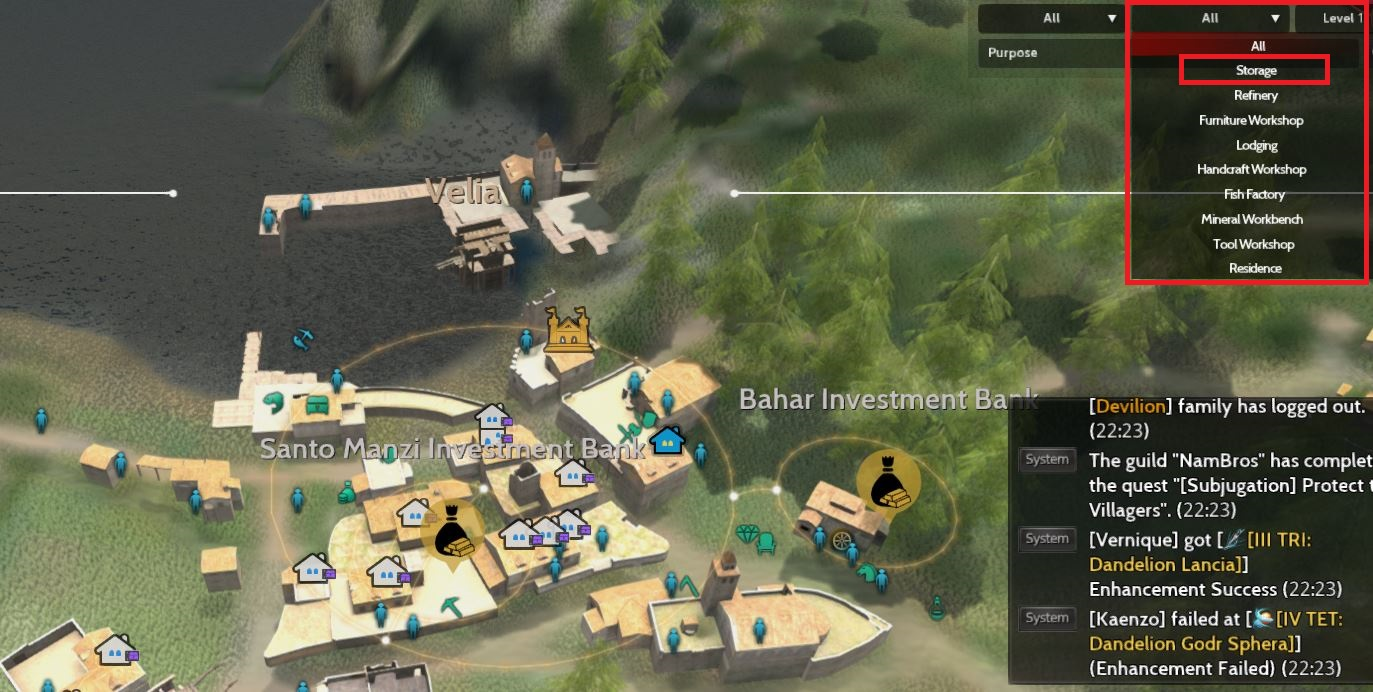 All ▼
All ▼
Level 1
Purpose
All
Storage
Refinery
Furniture Workshop
Lodging
Handcraft Workshop
Fish Factory
Mineral Workbench
Tool Workshop
Residence
Velia
Bahar Investment Bank
Santo Manzi Investment Bank
[Devilion] family has logged out.
(22:23)
System The guild "NamBros" has complet
the quest "[Subjugation] Protect t
Villagers". (22:23)
System [Vernique] got [[III TRI:
Dandelion Lancia]]
Enhancement Success (22:23)
System [Kaenzo] failed at [[IV TET:
Dandelion Godr Sphera]]
(Enhancement Failed) (22:23)